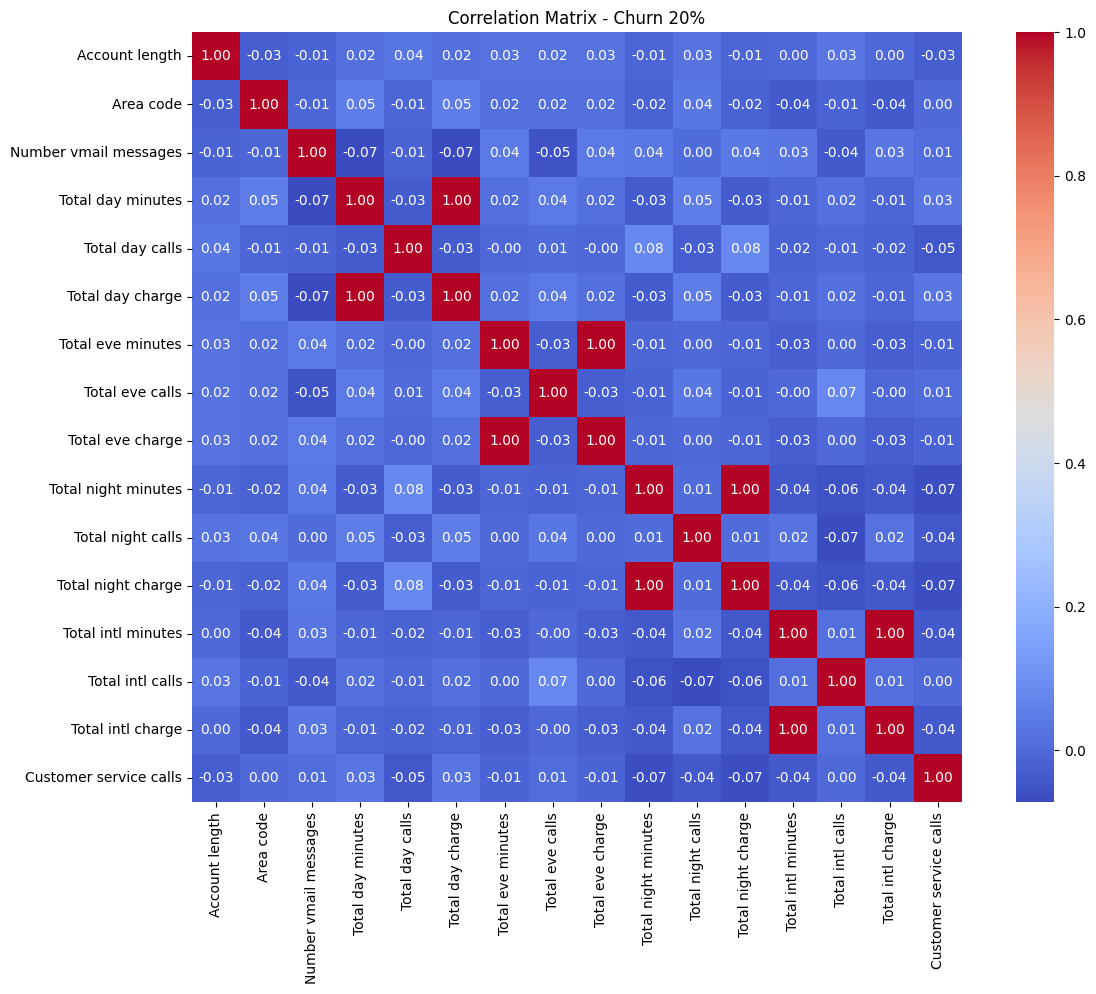 Correlation Matrix - Churn 20%
Account length 1.00 -0.03 -0.01 0.02 0.04 0.02 0.03 0.02 0.03 -0.01 0.03 -0.01 0.00 0.03 0.00 -0.03
Area code -0.03 1.00 -0.01 0.05 -0.01 0.05 0.02 0.02 0.02 -0.02 0.04 -0.02 -0.04 -0.01 -0.04 0.00
Number vmail messages -0.01 -0.01 1.00 -0.07 -0.01 -0.07 0.04 -0.05 0.04 0.04 0.00 0.04 0.03 -0.04 0.03 0.01
Total day minutes 0.02 0.05 -0.07 1.00 -0.03 1.00 0.02 0.04 0.02 -0.03 0.05 -0.03 -0.01 0.02 -0.01 0.03
Total day calls 0.04 -0.01 -0.01 -0.03 1.00 -0.03 -0.00 0.01 -0.00 0.08 -0.03 0.08 -0.02 -0.01 -0.02 -0.05
Total day charge 0.02 0.05 -0.07 1.00 -0.03 1.00 0.02 0.04 0.02 -0.03 0.05 -0.03 -0.01 0.02 -0.01 0.03
Total eve minutes 0.03 0.02 0.04 0.02 -0.00 0.02 1.00 -0.03 1.00 -0.01 0.00 -0.01 -0.03 0.00 -0.03 -0.01
Total eve calls 0.02 0.02 -0.05 0.04 0.01 0.04 -0.03 1.00 -0.03 -0.01 0.04 -0.01 -0.00 0.07 -0.00 0.01
Total eve charge 0.03 0.02 0.04 0.02 -0.00 0.02 1.00 -0.03 1.00 -0.01 0.00 -0.01 -0.03 0.00 -0.03 -0.01
Total night minutes -0.01 -0.02 0.04 -0.03 0.08 -0.03 -0.01 -0.01 -0.01 1.00 0.01 1.00 -0.04 -0.06 -0.04 -0.07
Total night calls 0.03 0.04 0.00 0.05 -0.03 0.05 0.00 0.04 0.00 0.01 1.00 0.01 0.02 -0.07 0.02 -0.04
Total night charge -0.01 -0.02 0.04 -0.03 0.08 -0.03 -0.01 -0.01 -0.01 1.00 0.01 1.00 -0.04 -0.06 -0.04 -0.07
Total intl minutes 0.00 -0.04 0.03 -0.01 -0.02 -0.01 -0.03 -0.00 -0.03 -0.04 0.02 -0.04 1.00 0.01 1.00 -0.04
Total intl calls 0.03 -0.01 -0.04 0.02 -0.01 0.02 0.00 0.07 0.00 -0.06 -0.07 -0.06 0.01 1.00 0.01 0.00
Total intl charge 0.00 -0.04 0.03 -0.01 -0.02 -0.01 -0.03 -0.00 -0.03 -0.04 0.02 -0.04 1.00 0.01 1.00 -0.04
Customer service calls -0.03 0.00 0.01 0.03 -0.05 0.03 -0.01 0.01 -0.01 -0.07 -0.04 -0.07 -0.04 0.00 -0.04 1.00
Account length
Area code
Number vmail messages
Total day minutes
Total day calls
Total day charge
Total eve minutes
Total eve calls
Total eve charge
Total night minutes
Total night calls
Total night charge
Total intl minutes
Total intl calls
Total intl charge
Customer service calls
1.0
0.8
0.6
0.4
0.2
0.0